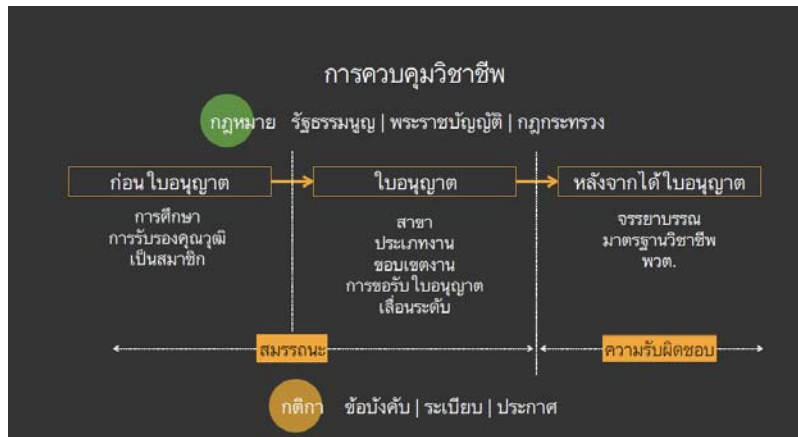 การควบคุมวิชาชีพ
กฎหมาย รัฐธรรมนูญ | พระราชบัญญัติ | กฎกระทรวง
ก่อนใบอนุญาต
การศึกษา
การรับรองคุณวุฒิ
เป็นสมาชิก
ใบอนุญาต
สาขา
ประเภทงาน
ขอบเขตงาน
การขอรับใบอนุญาต
เลื่อนระดับ
หลังจากได้ใบอนุญาต
จรรยาบรรณ
มาตรฐานวิชาชีพ
พวต.
สมรรถนะ
ความรับผิดชอบ
กติกา ข้อบังคับ | ระเบียบ | ประกาศ